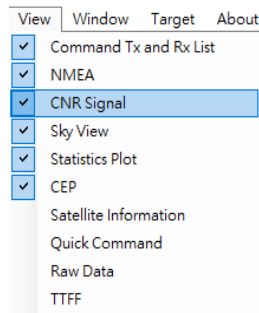 View Window Target About
Command Tx and Rx List
NMEA
CNR Signal
Sky View
Statistics Plot
CEP
Satellite Information
Quick Command
Raw Data
TTFF